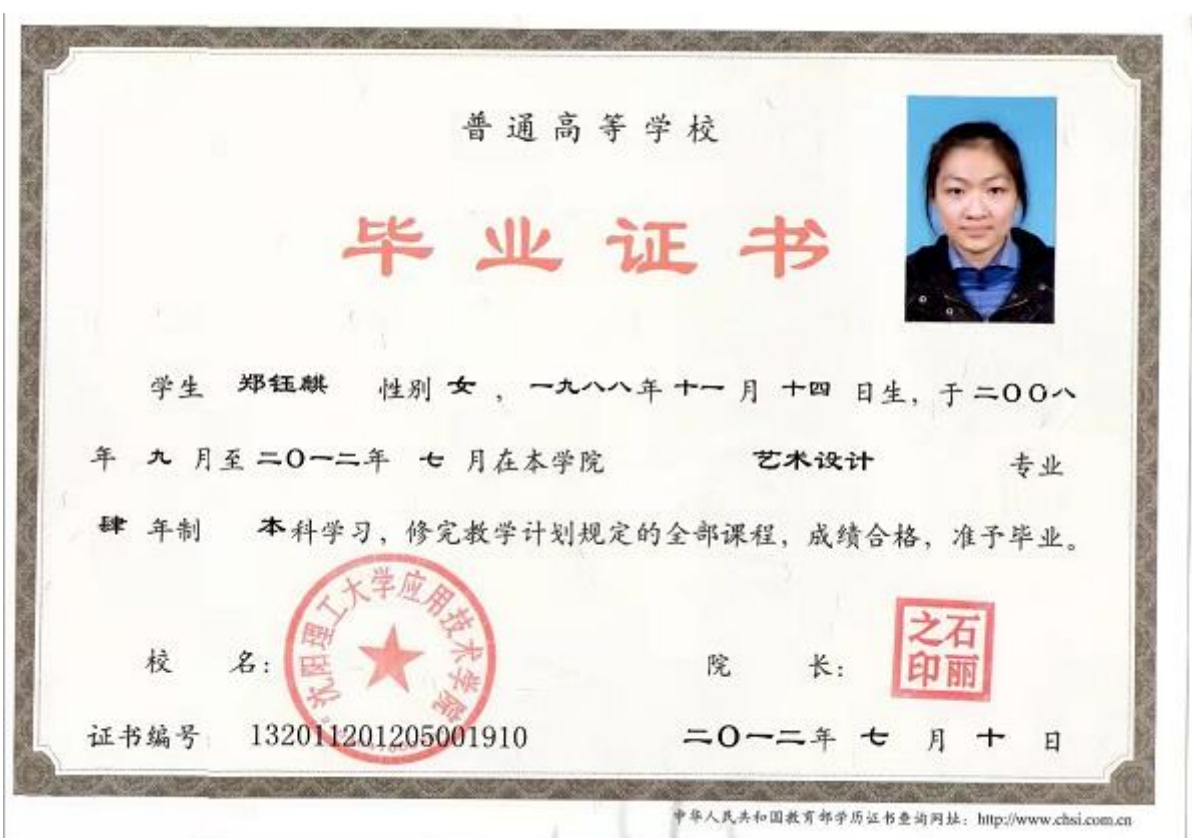 普通高等学校
毕业证书
学生 郑钰麒 性别 女 ，一九八八年 十一 月 十四 日生，于 二〇〇八
年 九 月至 二〇一二年 七 月在本学院 艺术设计 专业
肆 年制 本科学习，修完教学计划规定的全部课程，成绩合格，准予毕业。
沈阳理工大学应用技术学院
校 名：
院 长：
石丽之印
证书编号 132011201205001910
二〇一二年 七 月 十 日
中华人民共和国教育部学历证书查询网址：http://www.chsi.com.cn